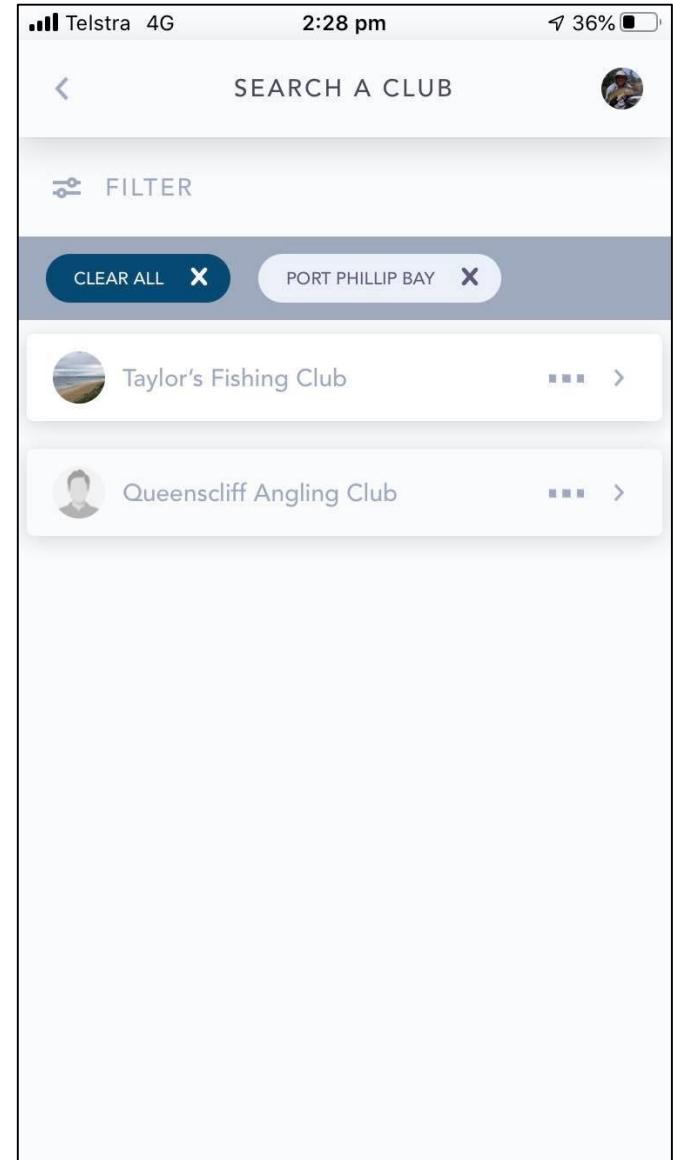 Telstra 4G 2:28 pm 36%
SEARCH A CLUB
FILTER
CLEAR ALL X PORT PHILLIP BAY X
Taylor's Fishing Club
Queenscliff Angling Club